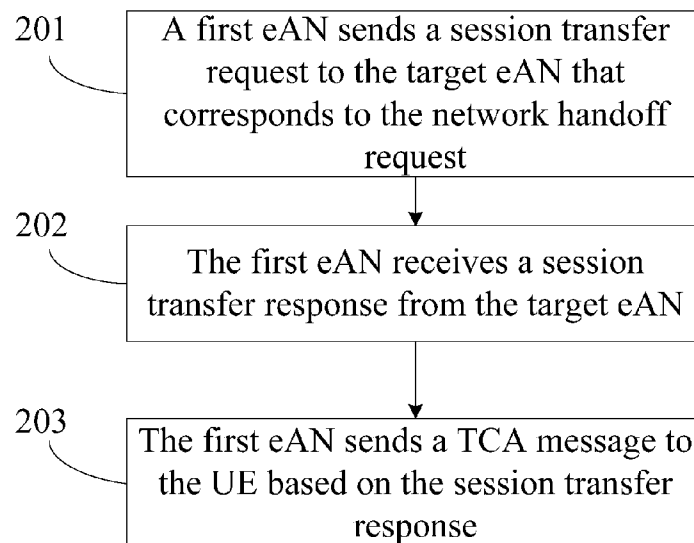 201
A first eAN sends a session transfer
request to the target eAN that
corresponds to the network handoff
request
202
The first eAN receives a session
transfer response from the target eAN
203
The first eAN sends a TCA message to
the UE based on the session transfer
response